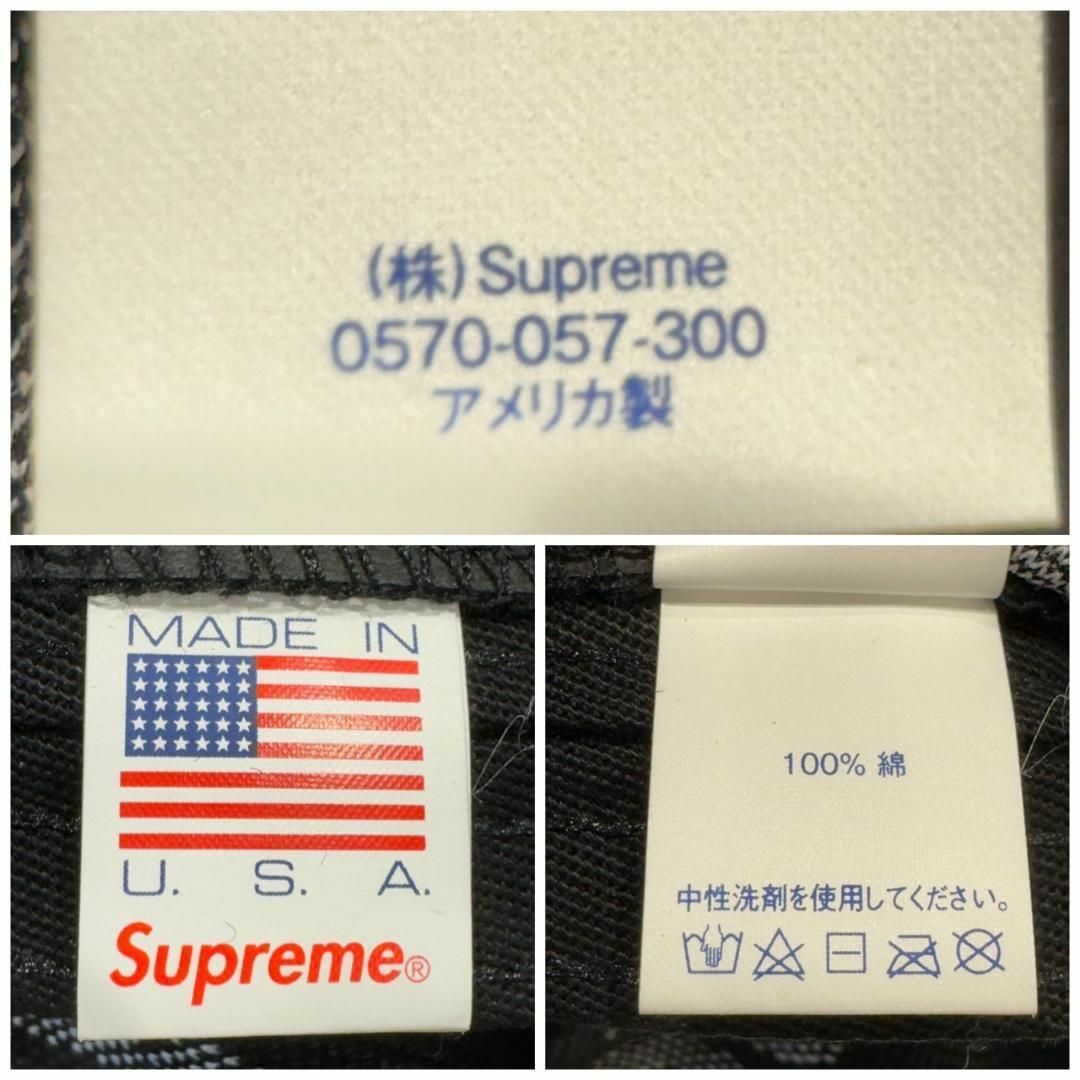 (株) Supreme
0570-057-300
アメリカ製
MADE IN
U. S. A.
Supreme®
100% 綿
中性洗剤を使用してください。